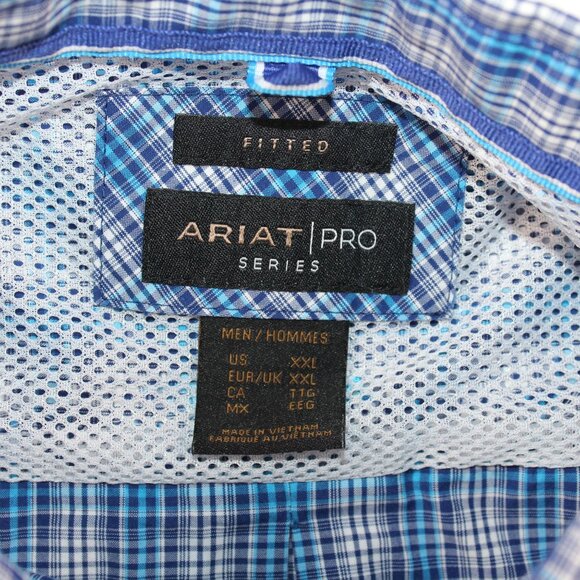 FITTED
ARIAT | PRO
SERIES
MEN / HOMMES
US XXL
EUR/UK XXL
CA TTG
MX EEG
MADE IN VIETNAM
FABRIQUÉ AU VIETNAM